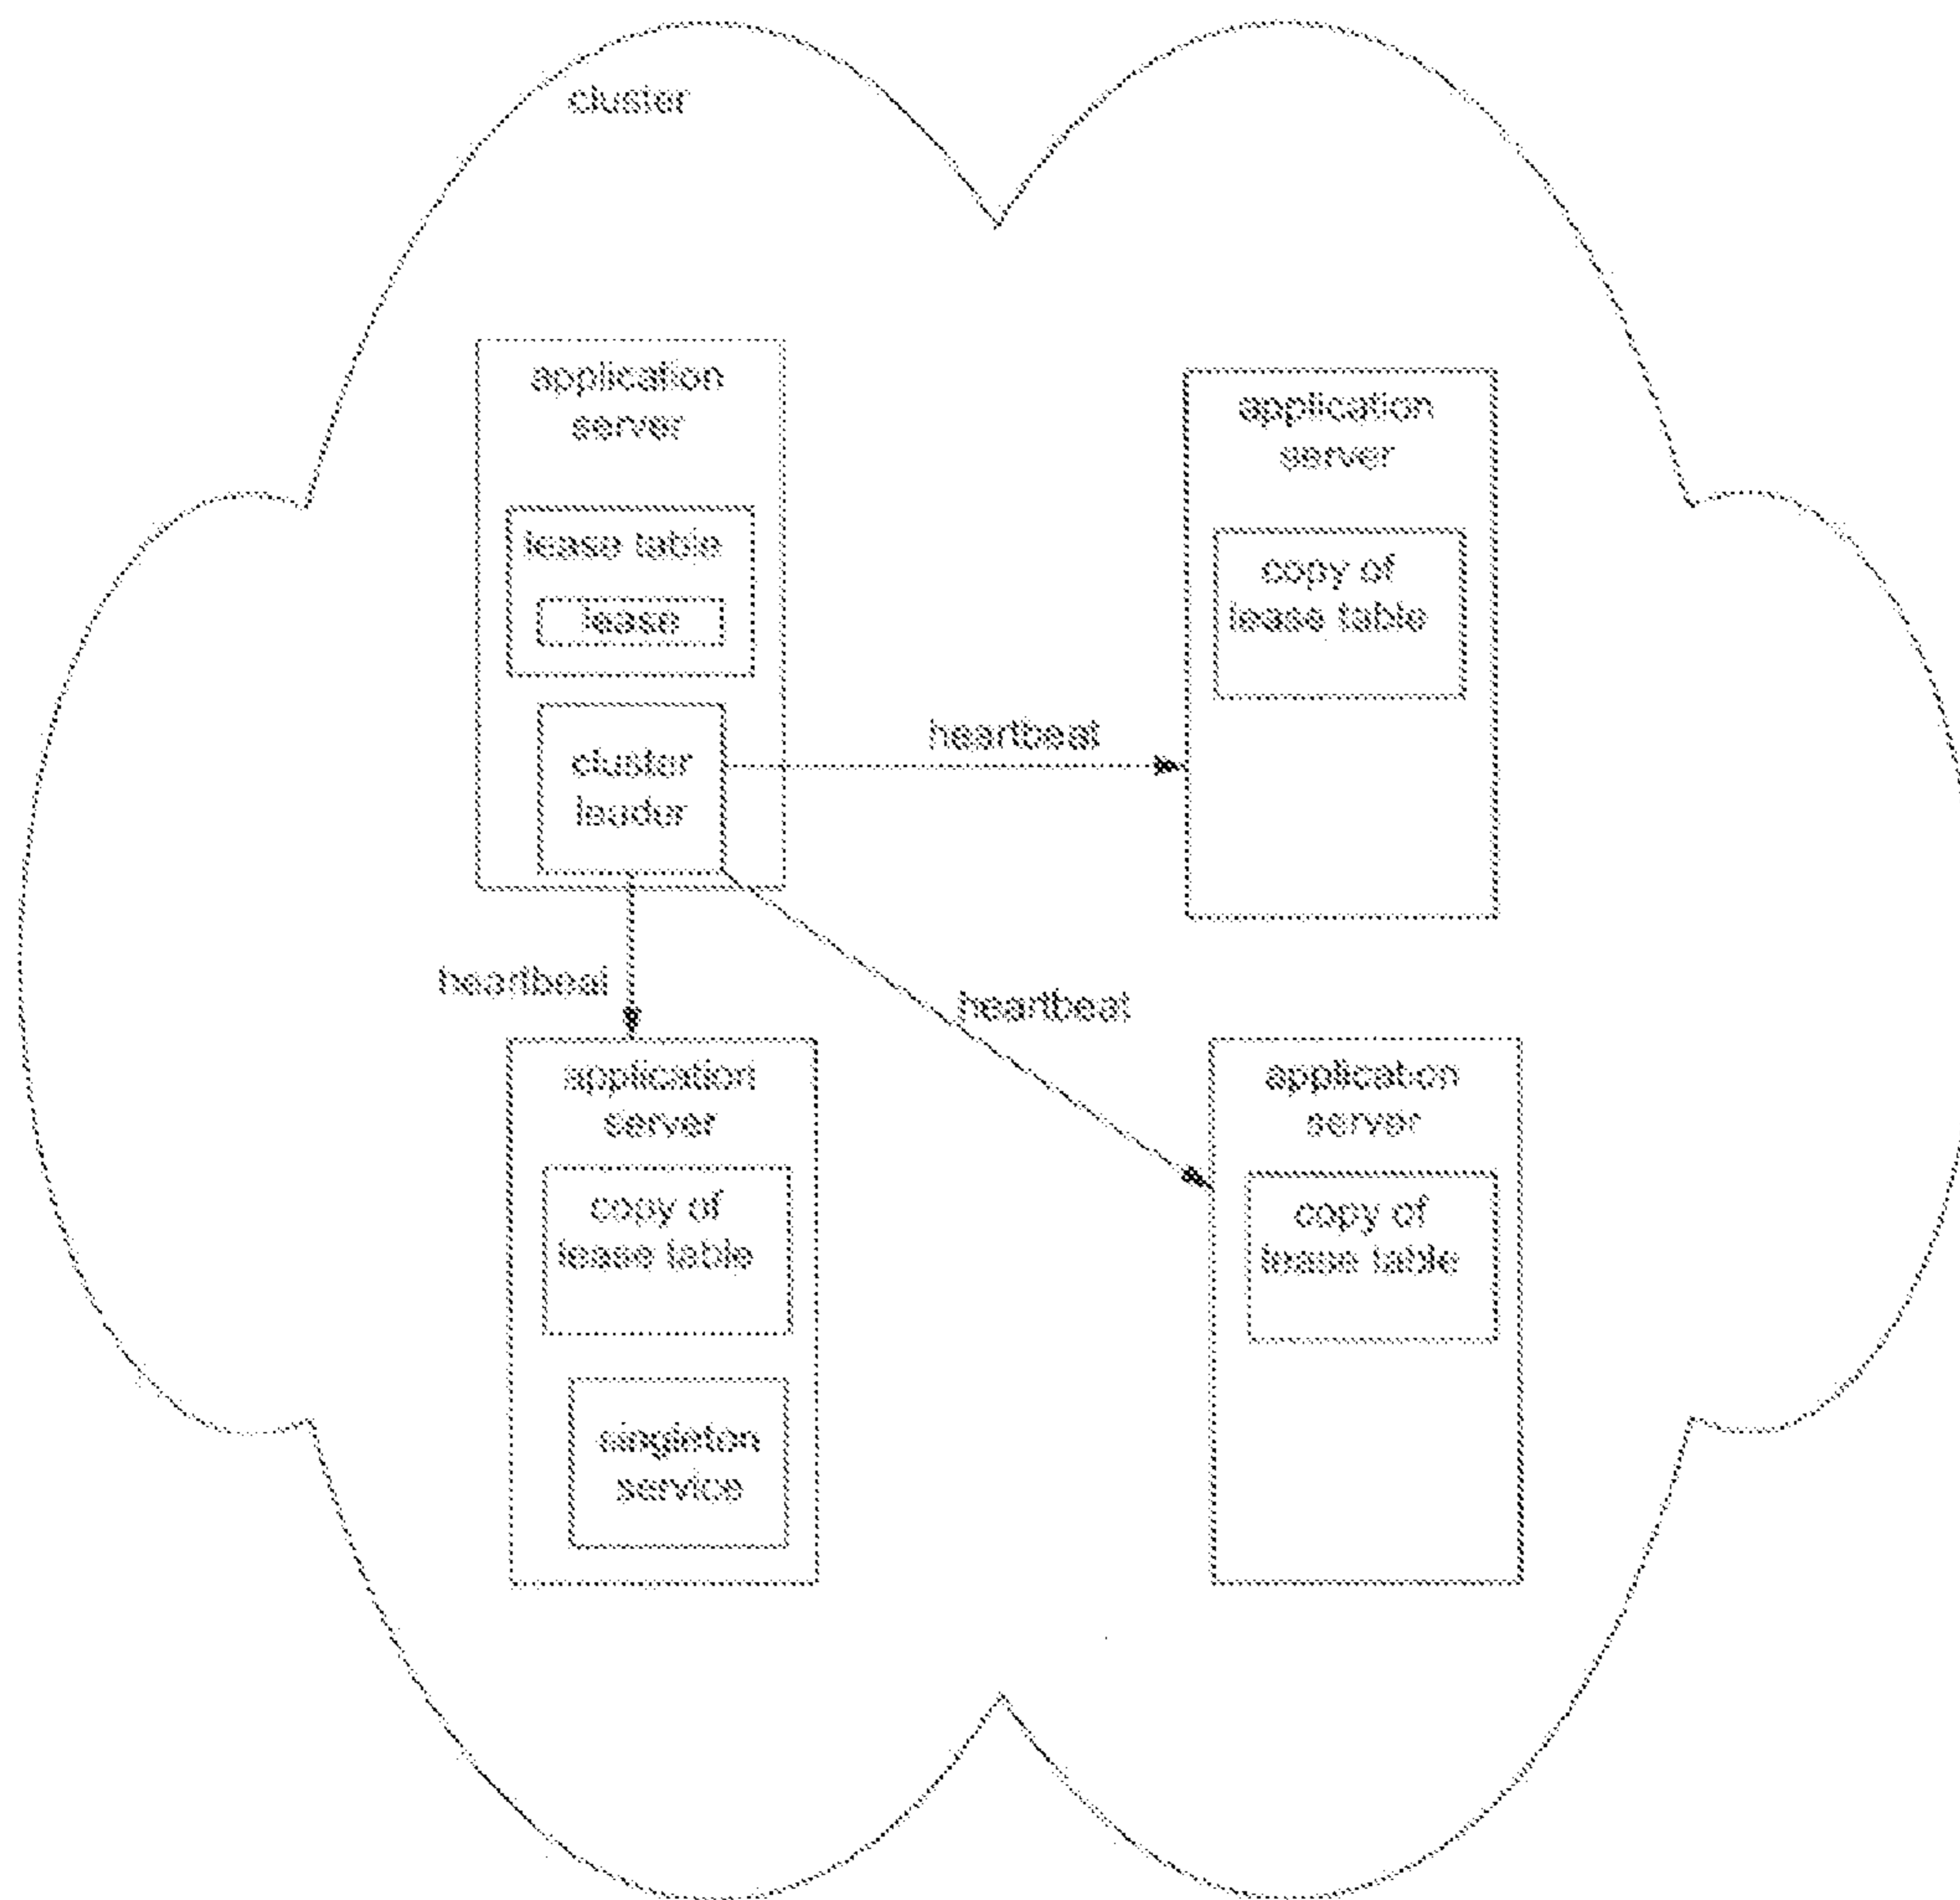 cluster
application
server
lease table
lease
cluster
leader
application
server
copy of
lease table
heartbeat
heartbeat
heartbeat
application
server
copy of
lease table
singleton
service
application
server
copy of
lease table